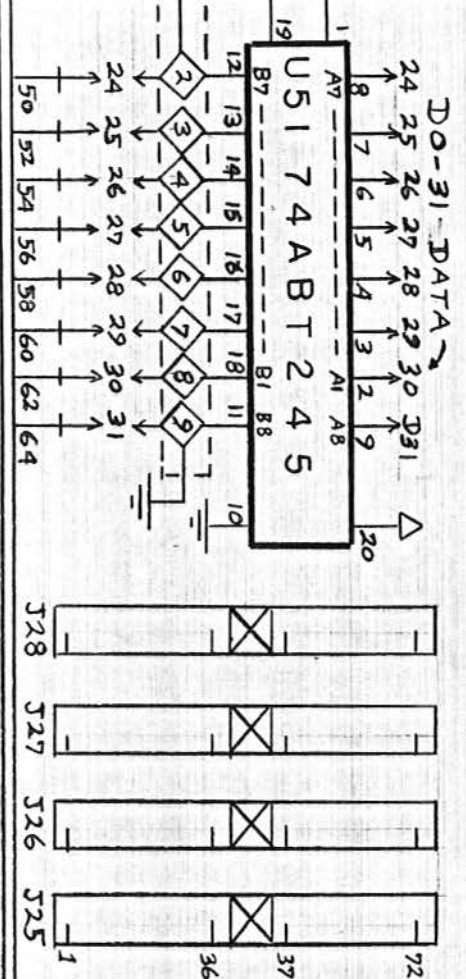 D0-31 DATA
24 25 26 27 28 29 30 D31
19 1 8 7 6 5 4 3 2 9 20
A7 A1 A8
U51 74ABT245
B7 B1 B8
12 13 14 15 16 17 18 11 10
2 3 4 5 6 7 8 9
24 25 26 27 28 29 30 31
50 52 54 56 58 60 62 64
J28
J27
J26
J25
1 36 37 72